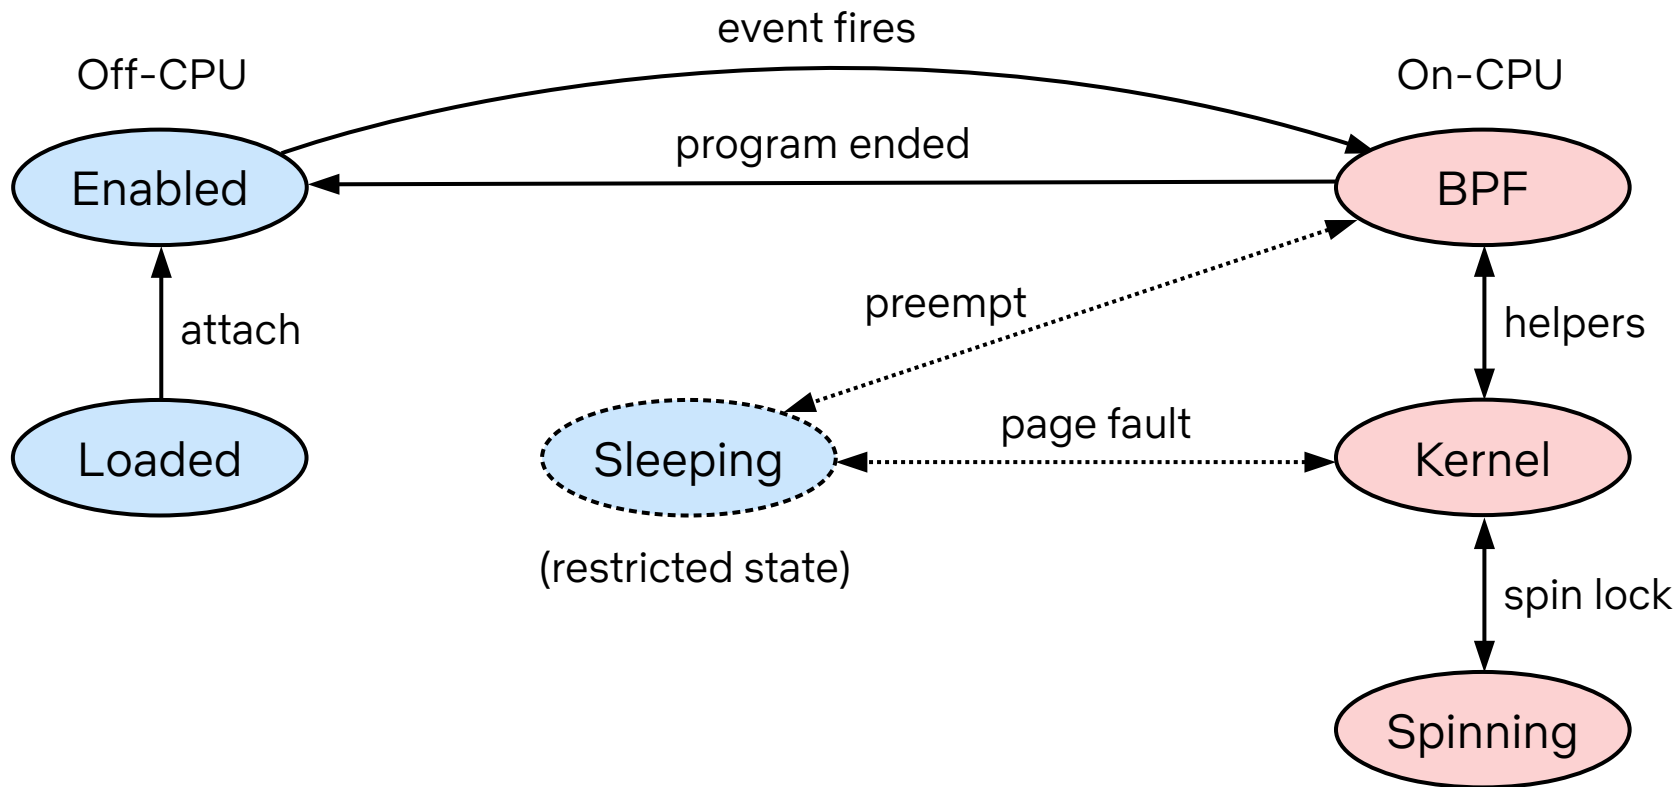 event fires
Off-CPU
On-CPU
program ended
Enabled
BPF
preempt
attach
helpers
page fault
Loaded
Sleeping
Kernel
(restricted state)
spin lock
Spinning